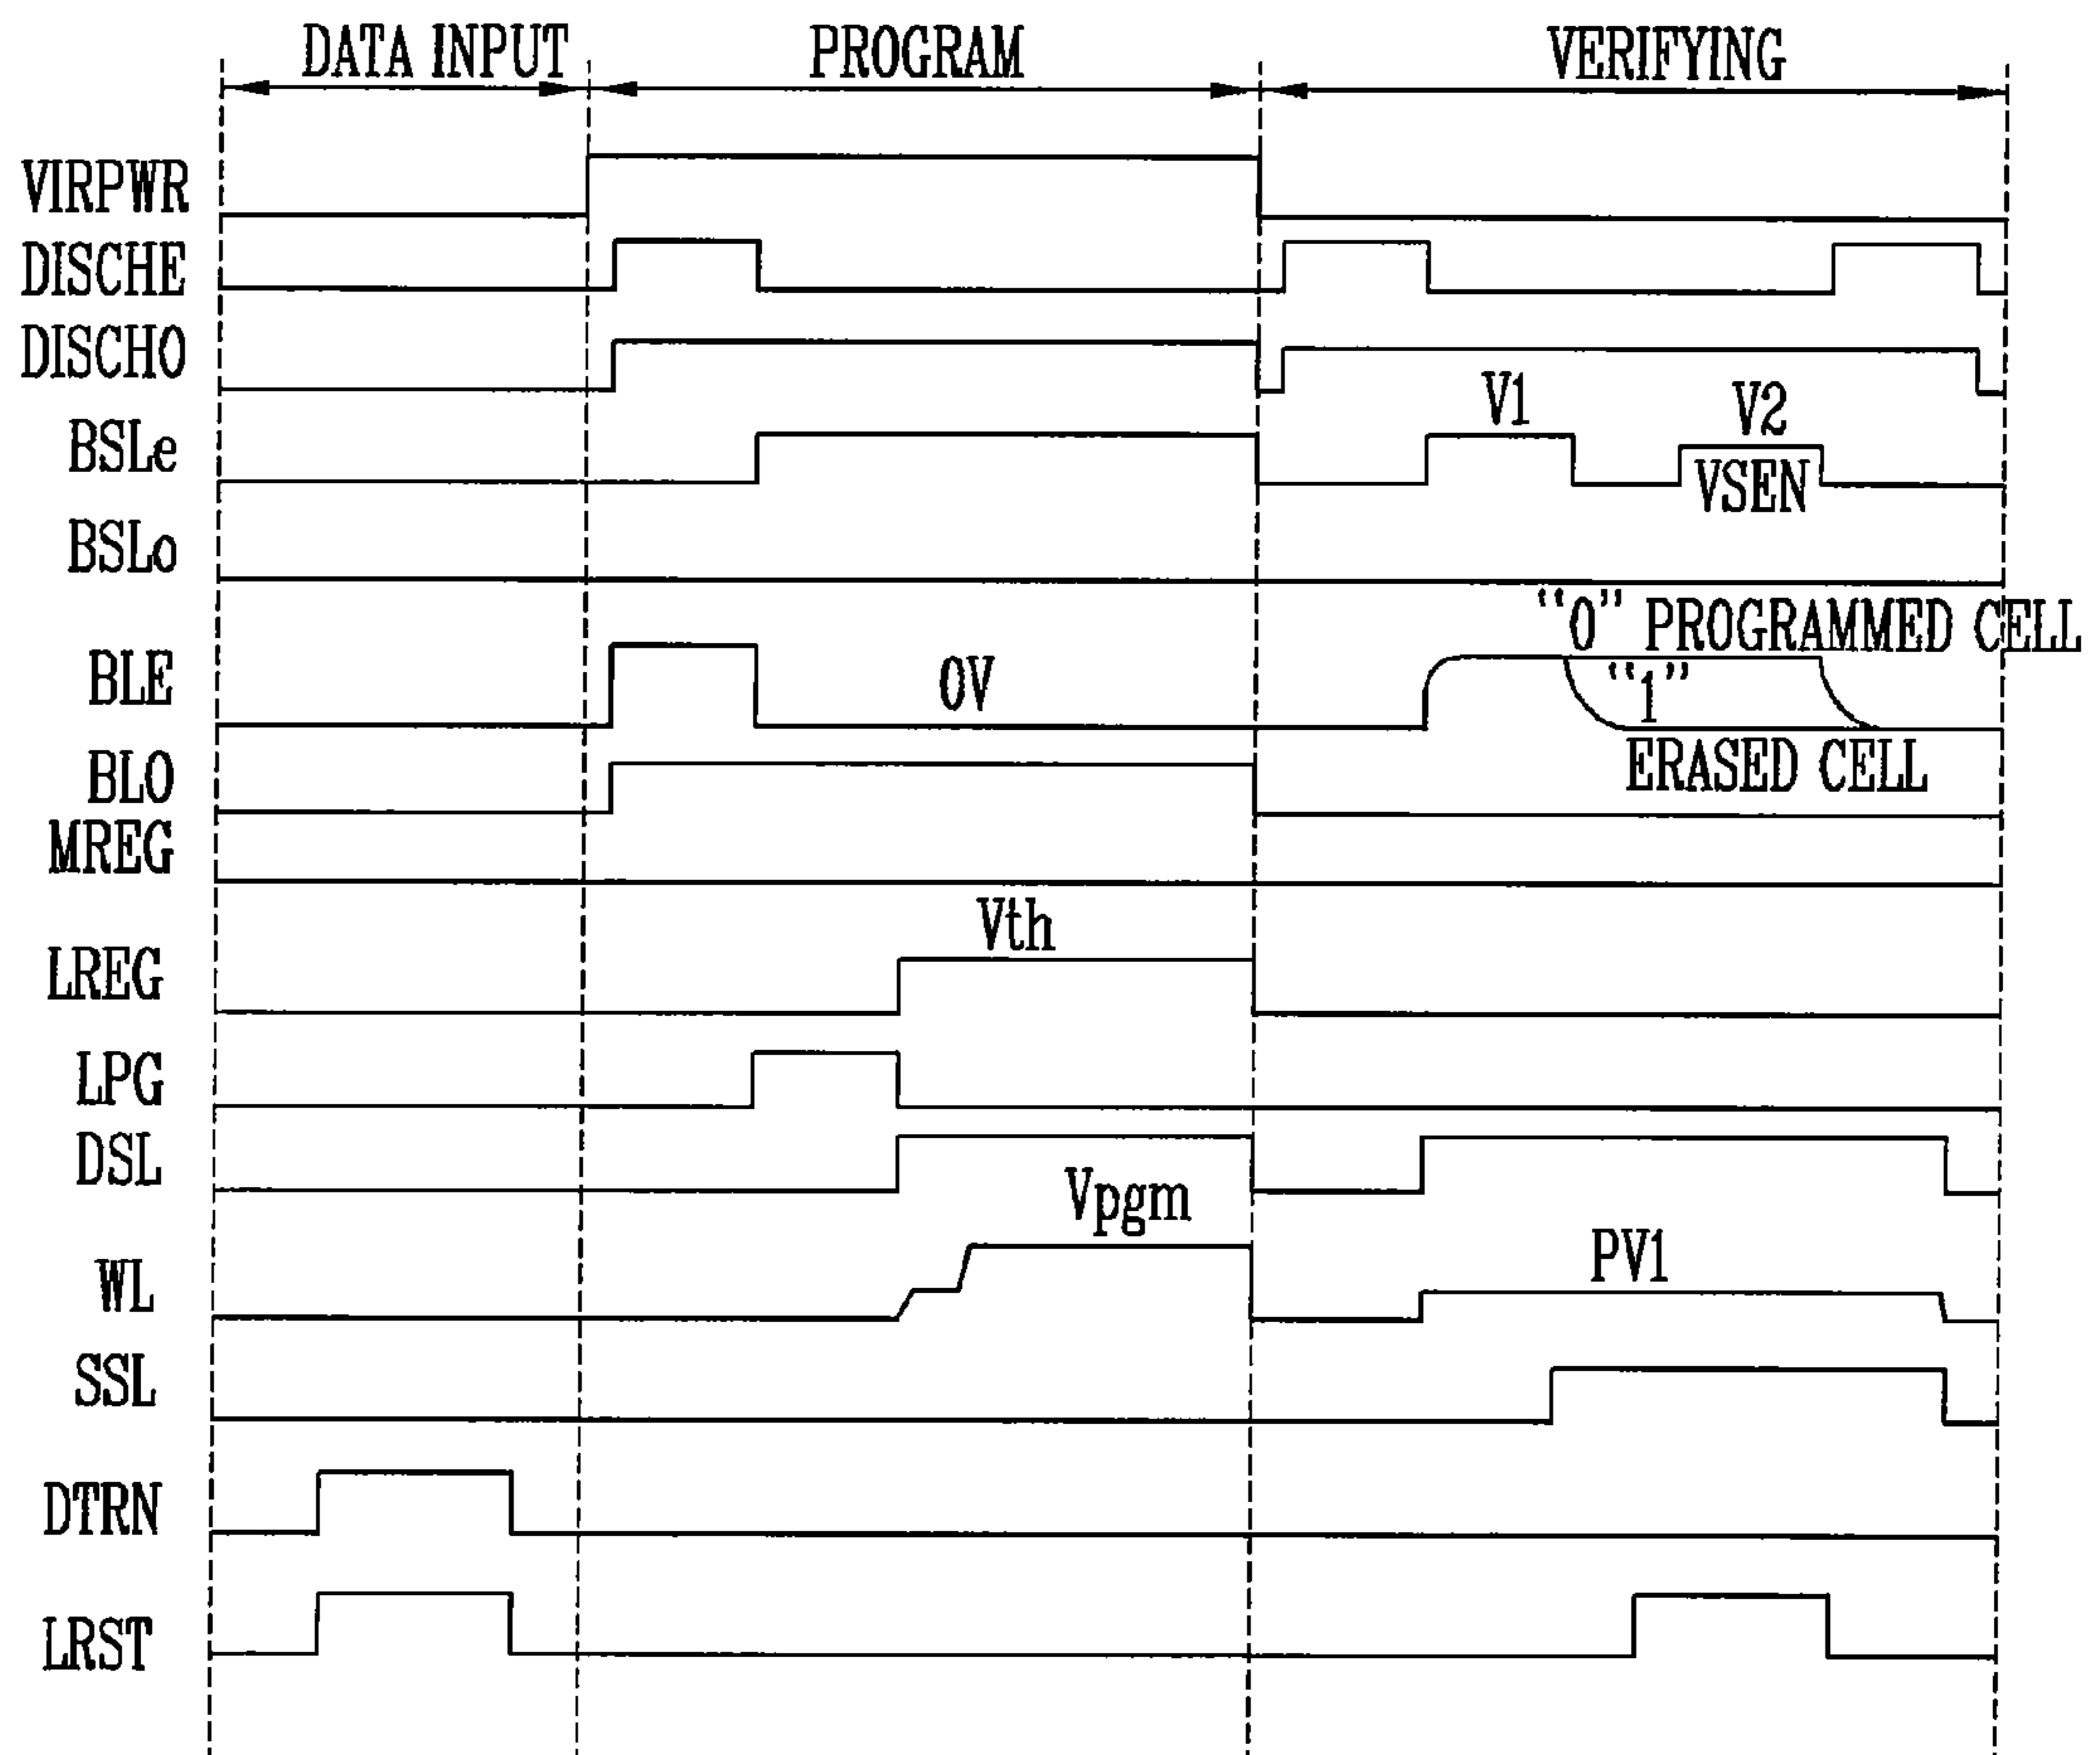 DATA INPUT PROGRAM VERIFYING
VIRPWR
DISCHE
DISCHO
V1
V2
BSLe
VSEN
BSLo
“0” PROGRAMMED CELL
BLE
0V
“1”
ERASED CELL
BLO
MREG
Vth
LREG
LPG
DSL
Vpgm
WL
PV1
SSL
DTRN
LRST